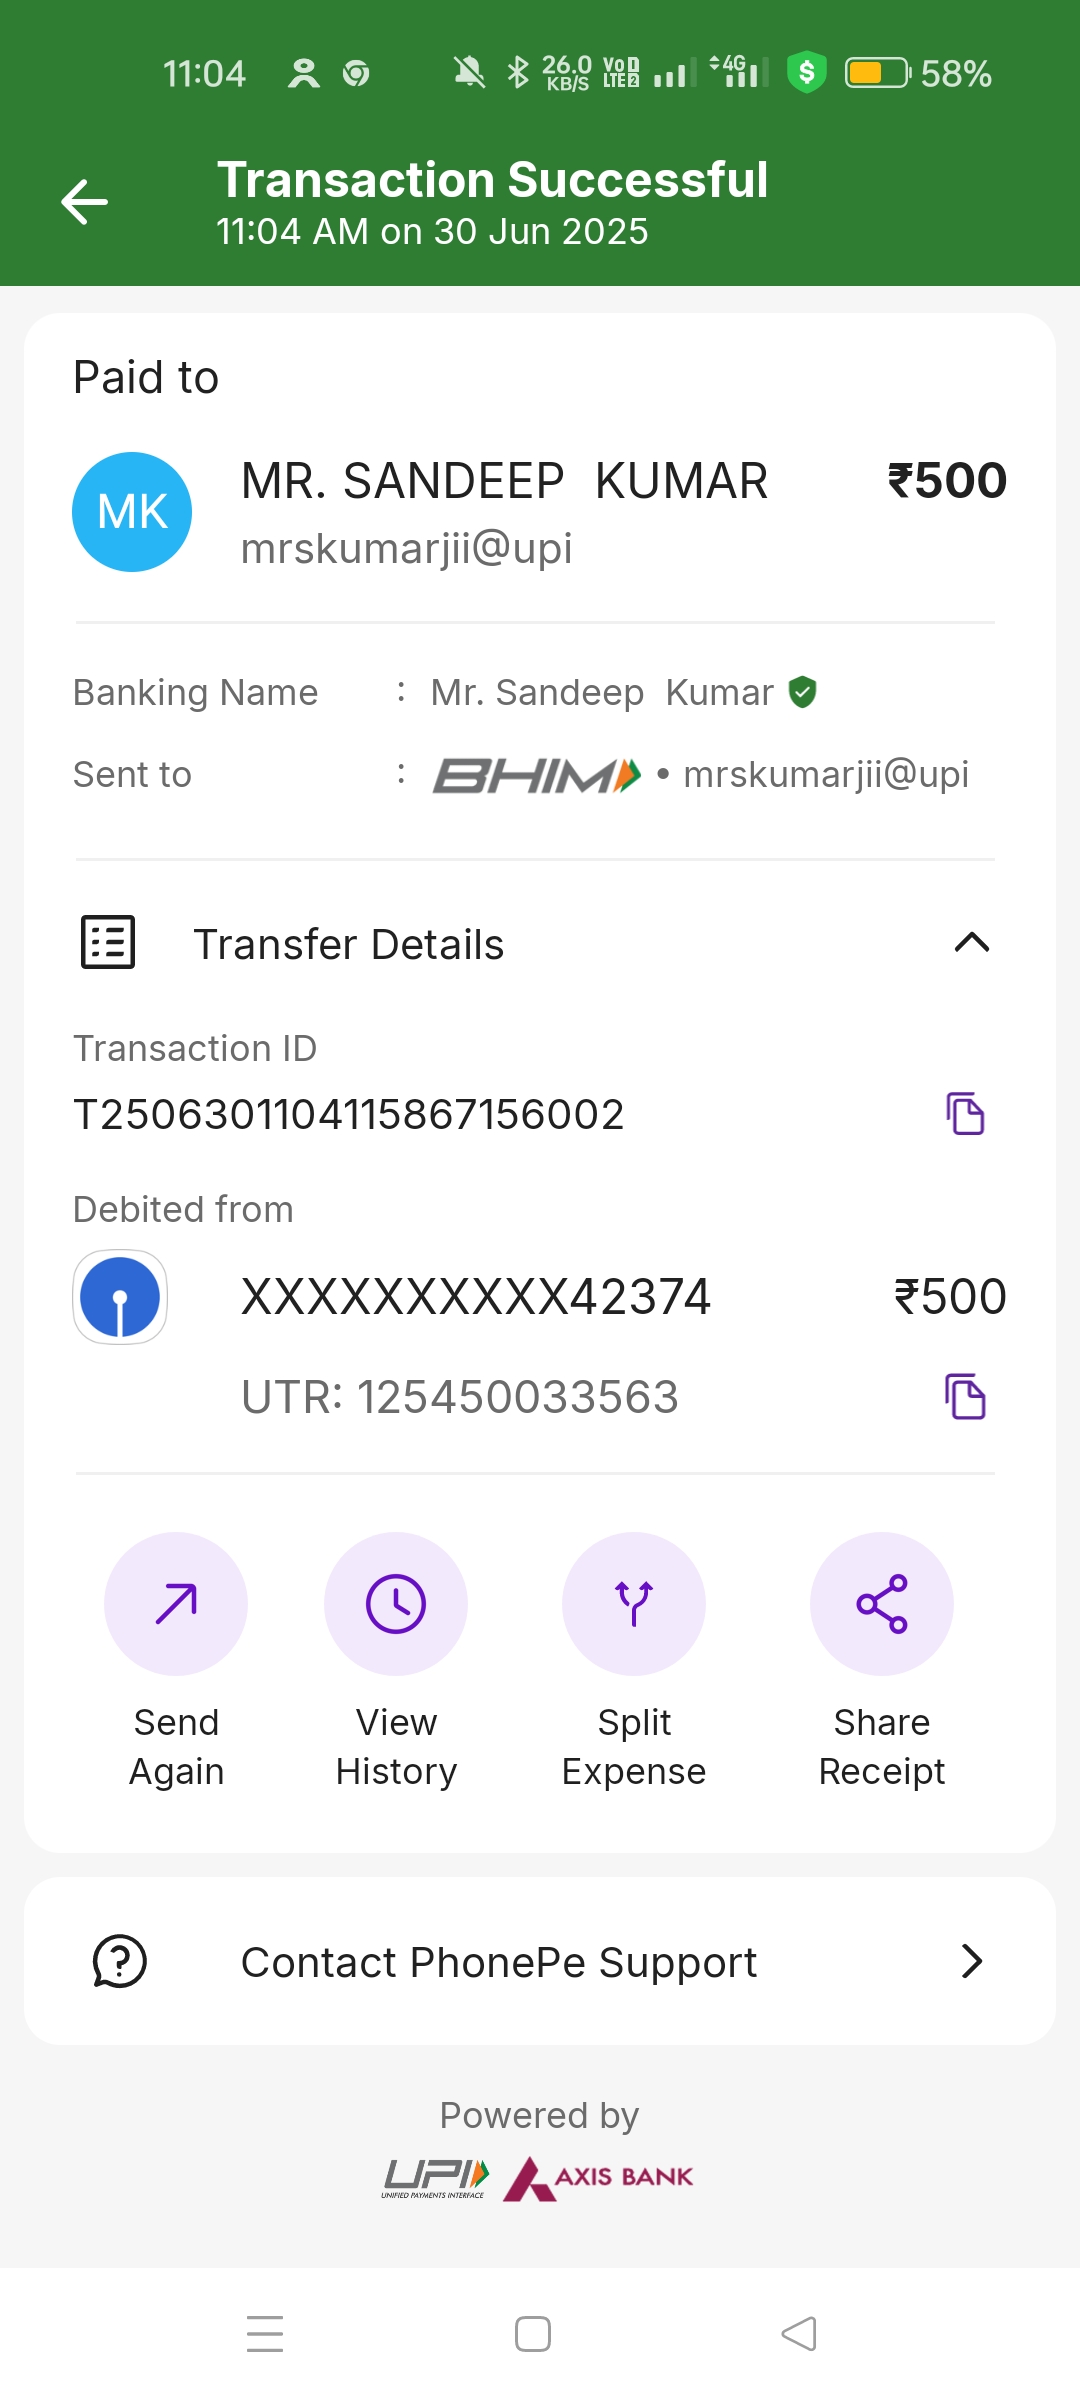 11:04 26.0 KB/S VoD LTE 2 4G 58%
Transaction Successful
11:04 AM on 30 Jun 2025
Paid to
MK MR. SANDEEP  KUMAR ₹500
mrskumarjii@upi
Banking Name : Mr. Sandeep  Kumar
Sent to : BHIM • mrskumarjii@upi
Transfer Details
Transaction ID
T2506301104115867156002
Debited from
XXXXXXXXXX42374 ₹500
UTR: 125450033563
Send Again
View History
Split Expense
Share Receipt
Contact PhonePe Support
Powered by
UPI UNIFIED PAYMENTS INTERFACE AXIS BANK